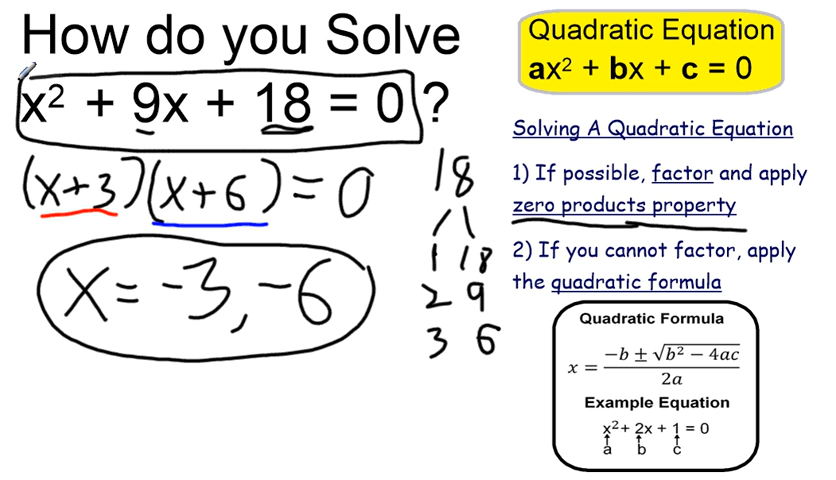 How do you Solve
x² + 9x + 18 = 0 ?
(x+3)(x+6)=0
x = -3, -6
18
1 18
2 9
3 6
Quadratic Equation
ax² + bx + c = 0
Solving A Quadratic Equation
1) If possible, factor and apply
zero products property
2) If you cannot factor, apply
the quadratic formula
Quadratic Formula
x = (-b ± √(b² − 4ac)) / 2a
Example Equation
x² + 2x + 1 = 0
a b c